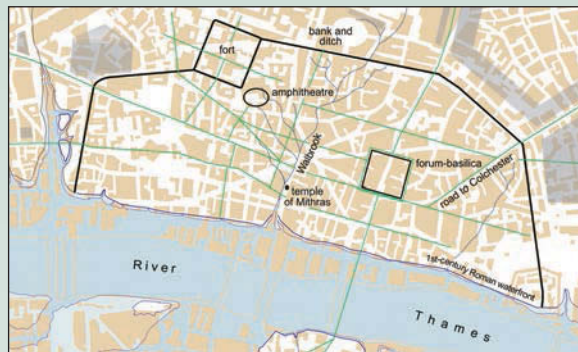 bank and
ditch
fort
amphitheatre
Walbrook
forum-basilica
road to Colchester
temple
of Mithras
1st-century Roman waterfront
River
Thames